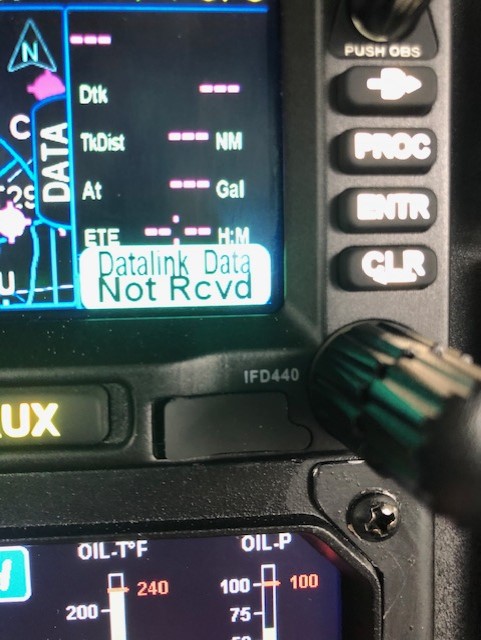 N
PUSH OBS
---
Dtk ---
C
DATA
TkDist --- NM
PROC
At --- Gal
ENTR
ETE --:-- H:M
CLR
Datalink Data
Not Rcvd
U
IFD440
AUX
OIL-T°F
OIL-P
240
100
100
200
75